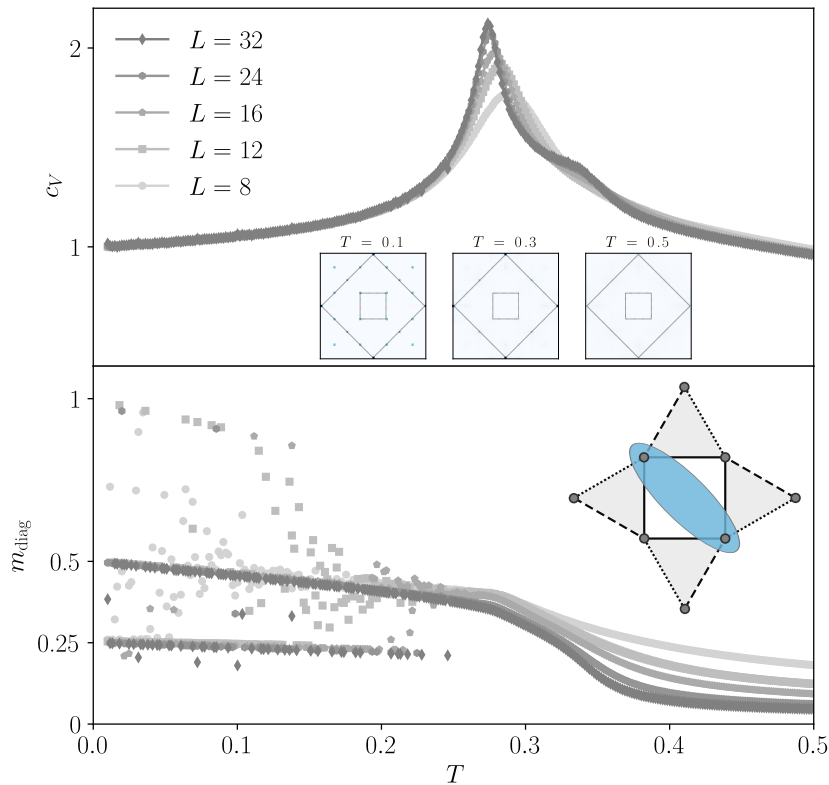 2
1
c_V
L = 32
L = 24
L = 16
L = 12
L = 8
T = 0.1
T = 0.3
T = 0.5
1
0.5
0.25
0
m_diag
0.0
0.1
0.2
0.3
0.4
0.5
T